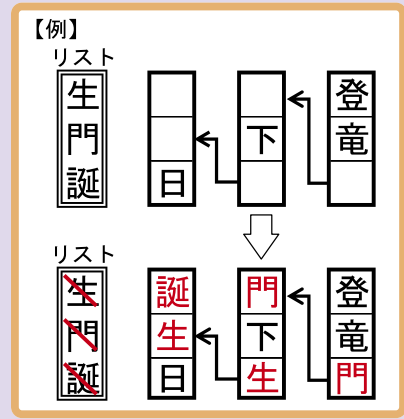 【例】
リスト
生
門
誕
登
竜
下
日
リスト
生
門
誕
登
竜
門
門
下
生
誕
生
日